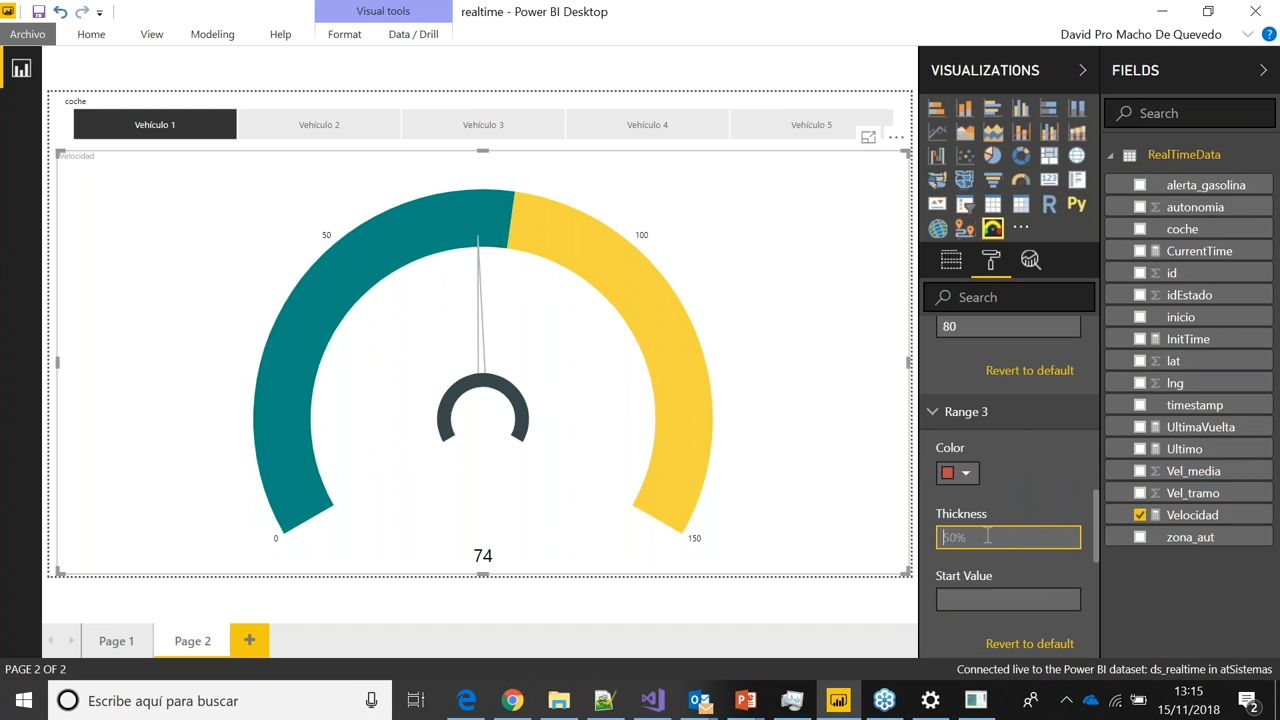 Visual tools
realtime - Power BI Desktop
Archivo
Home
View
Modeling
Help
Format
Data / Drill
David Pro Macho De Quevedo
?
coche
Vehículo 1
Vehículo 2
Vehículo 3
Vehículo 4
Vehículo 5
Velocidad
50
100
0
150
74
VISUALIZATIONS
123
R
Py
Search
80
Revert to default
Range 3
Color
Thickness
50%
Start Value
Revert to default
FIELDS
Search
RealTimeData
alerta_gasolina
autonomia
coche
CurrentTime
id
idEstado
inicio
InitTime
lat
lng
timestamp
UltimaVuelta
Ultimo
Vel_media
Vel_tramo
Velocidad
zona_aut
Page 1
Page 2
PAGE 2 OF 2
Connected live to the Power BI dataset: ds_realtime in atSistemas
Escribe aquí para buscar
13:15
15/11/2018
2